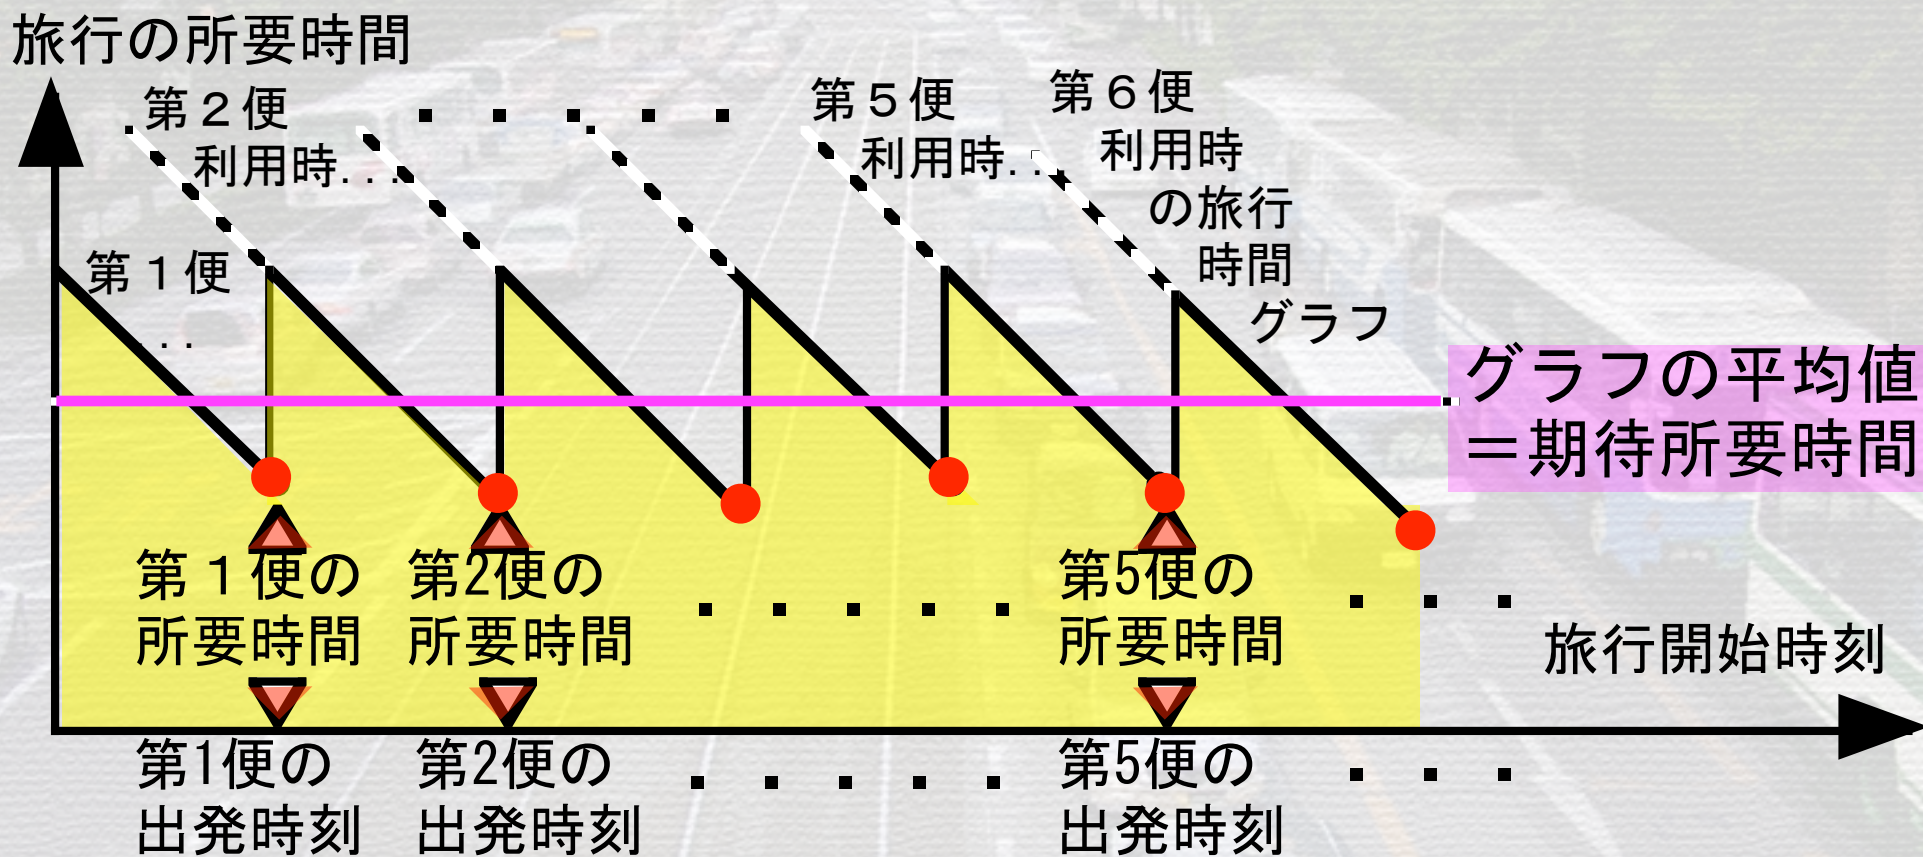 旅行の所要時間
第２便
利用時...
・・・・・
第５便
利用時...
第６便
利用時
の旅行
時間
グラフ
第１便
...
グラフの平均値
＝期待所要時間
第１便の
所要時間
第2便の
所要時間
・・・・・
第5便の
所要時間
・・・
旅行開始時刻
第1便の
出発時刻
第2便の
出発時刻
・・・・・
第5便の
出発時刻
・・・